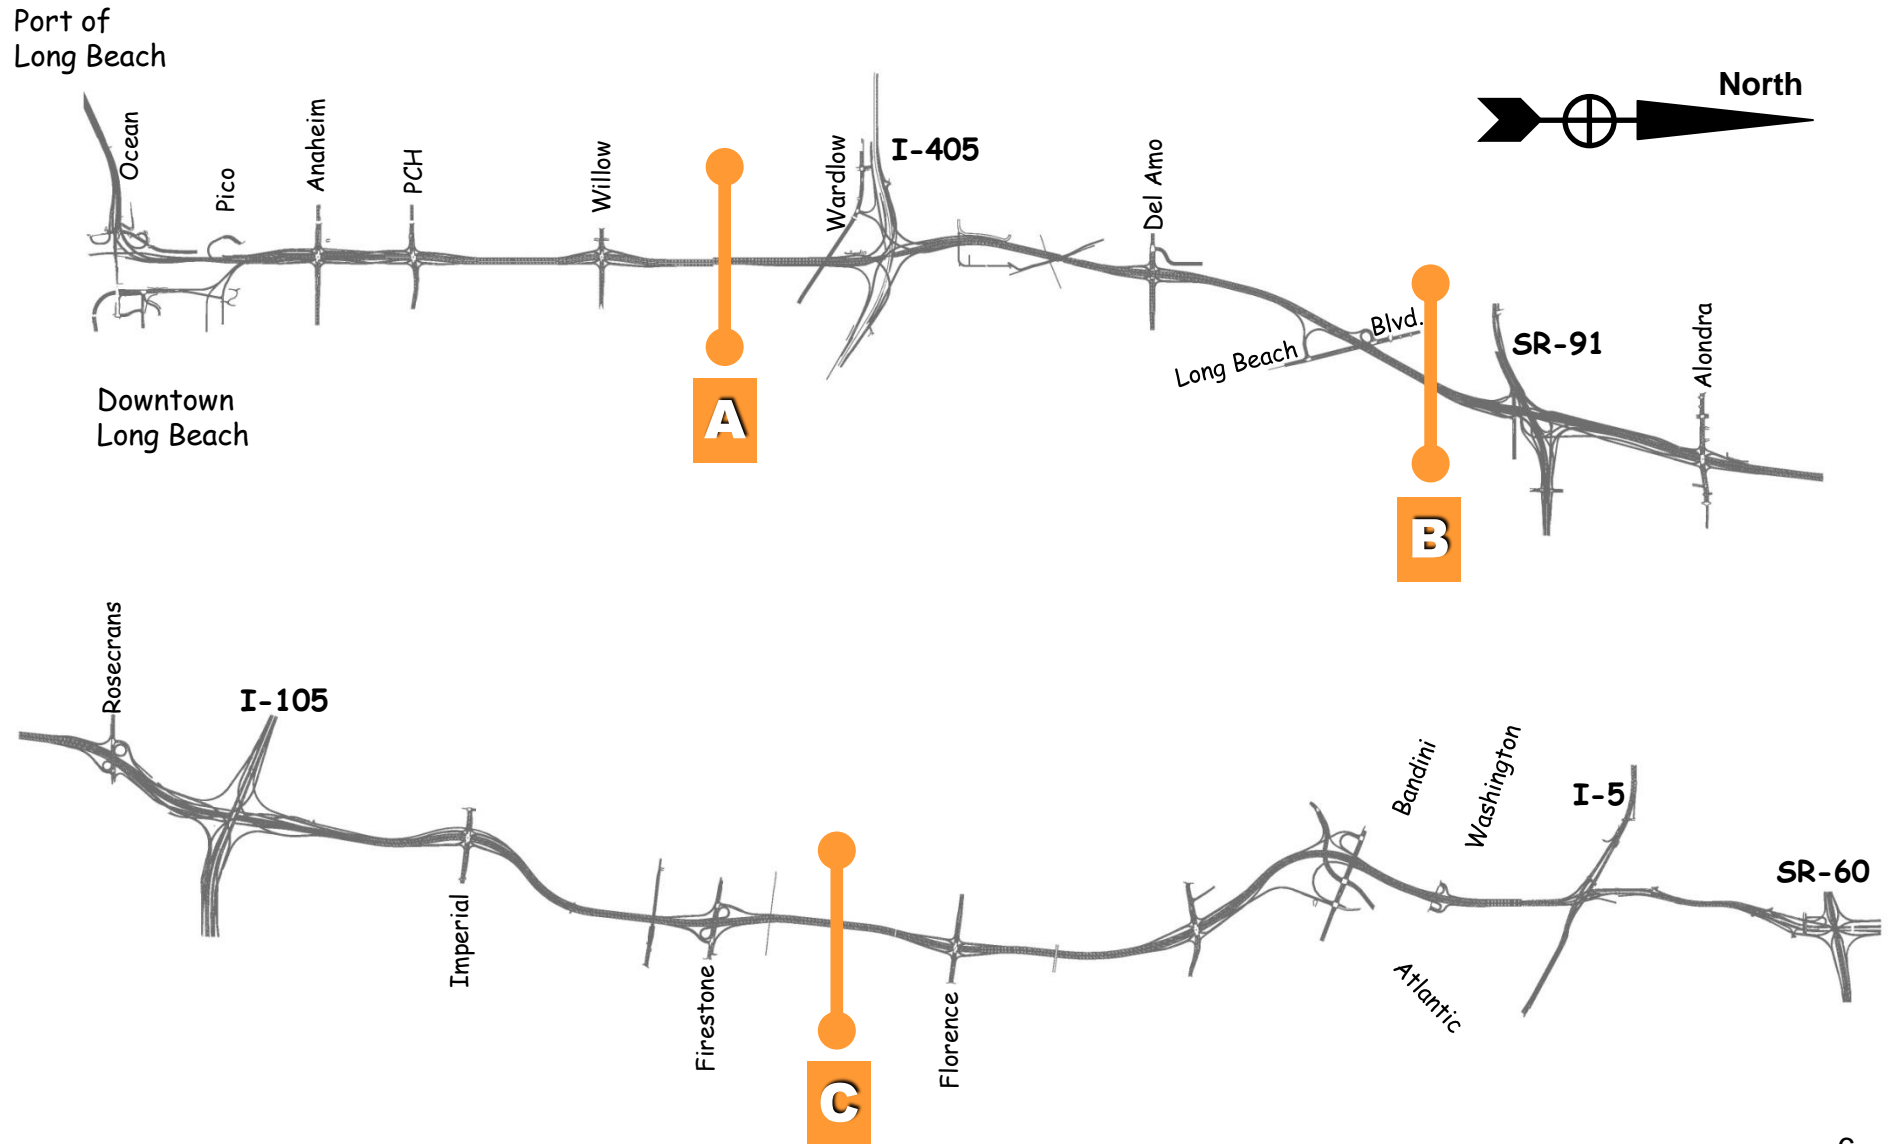 Port of
Long Beach
North
Ocean
Pico
Anaheim
PCH
Willow
Wardlow
I-405
Del Amo
Long Beach Blvd.
SR-91
Alondra
Downtown
Long Beach
A
B
Rosecrans
I-105
Imperial
Firestone
Florence
Bandini
Washington
I-5
SR-60
Atlantic
C